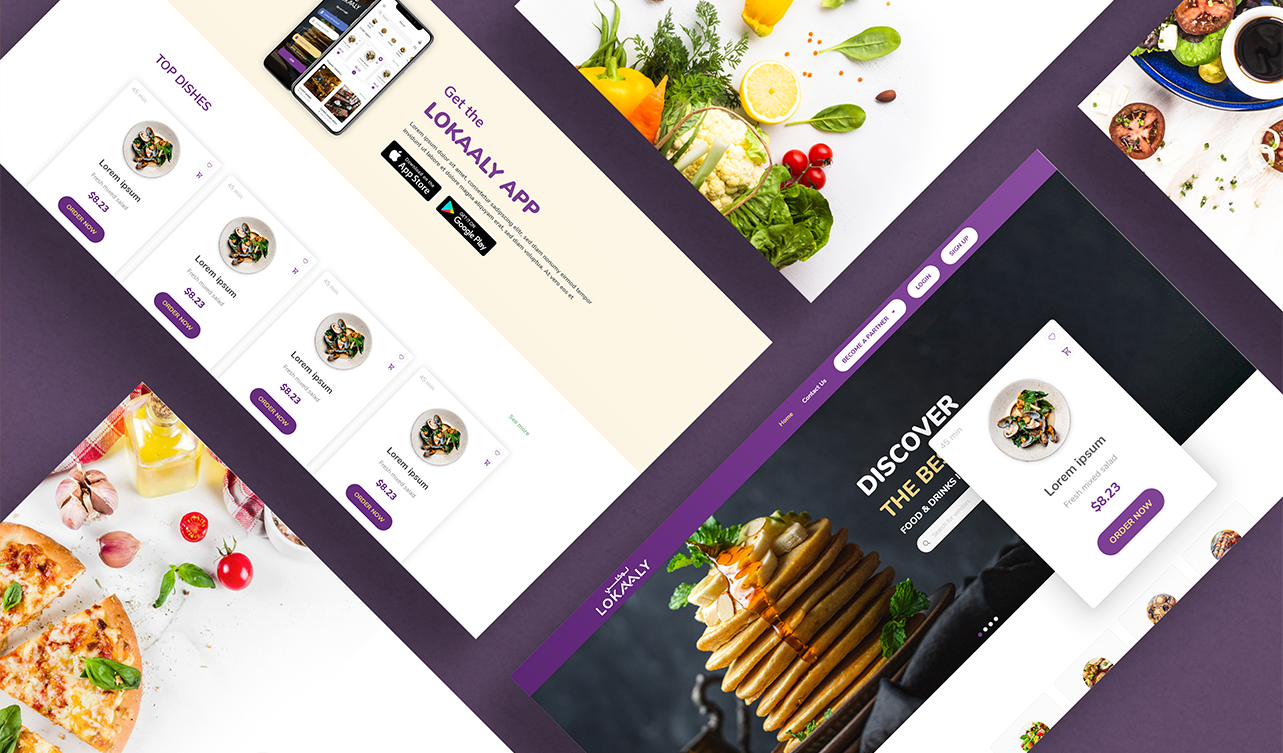 TOP DISHES
45 min
Lorem ipsum
Fresh mixed salad
$8.23
ORDER NOW
45 min
Lorem ipsum
Fresh mixed salad
$8.23
ORDER NOW
45 min
Lorem ipsum
Fresh mixed salad
$8.23
ORDER NOW
45 min
Lorem ipsum
Fresh mixed salad
$8.23
ORDER NOW
See more
Get the
LOKAALY APP
Lorem ipsum dolor sit amet, consetetur sadipscing elitr, sed diam nonumy eirmod tempor
invidunt ut labore et dolore magna aliquyam erat, sed diam voluptua. At vero eos et
Download on the
App Store
GET IT ON
Google Play
لوكلي
LOKAALY
Home
Contact Us
BECOME A PARTNER
LOGIN
SIGN UP
DISCOVER
THE BES
FOOD & DRINKS
Search for
45 min
Lorem ipsum
Fresh mixed salad
$8.23
ORDER NOW